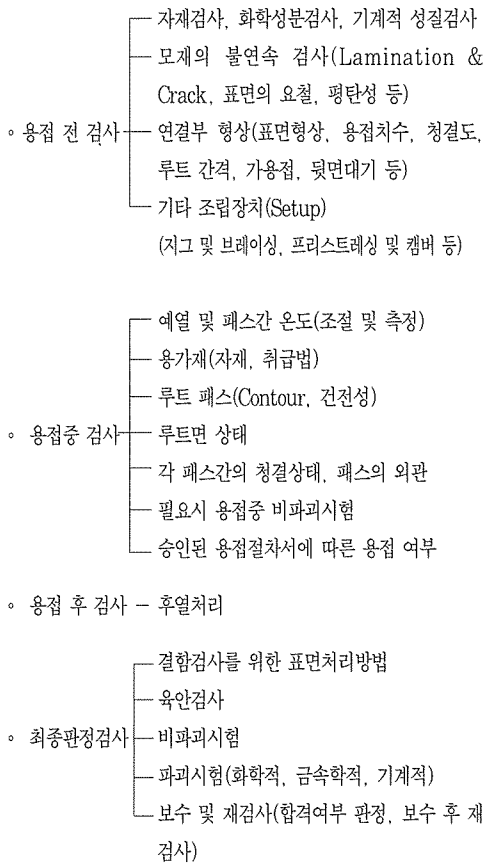 자재검사, 화학성분검사, 기계적 성질검사
모재의 불연속 검사(Lamination &
Crack, 표면의 요철, 평탄성 등)
◦ 용접 전 검사 연결부 형상(표면형상, 용접치수, 청결도,
루트 간격, 가용접, 뒷면대기 등)
기타 조립장치(Setup)
(지그 및 브레이싱, 프리스트레싱 및 캠버 등)
예열 및 패스간 온도(조절 및 측정)
용가재(자재, 취급법)
루트 패스(Contour, 건전성)
◦ 용접중 검사 루트면 상태
각 패스간의 청결상태, 패스의 외관
필요시 용접중 비파괴시험
승인된 용접절차서에 따른 용접 여부
◦ 용접 후 검사 - 후열처리
결함검사를 위한 표면처리방법
육안검사
◦ 최종판정검사 비파괴시험
파괴시험(화학적, 금속학적, 기계적)
보수 및 재검사(합격여부 판정, 보수 후 재
검사)